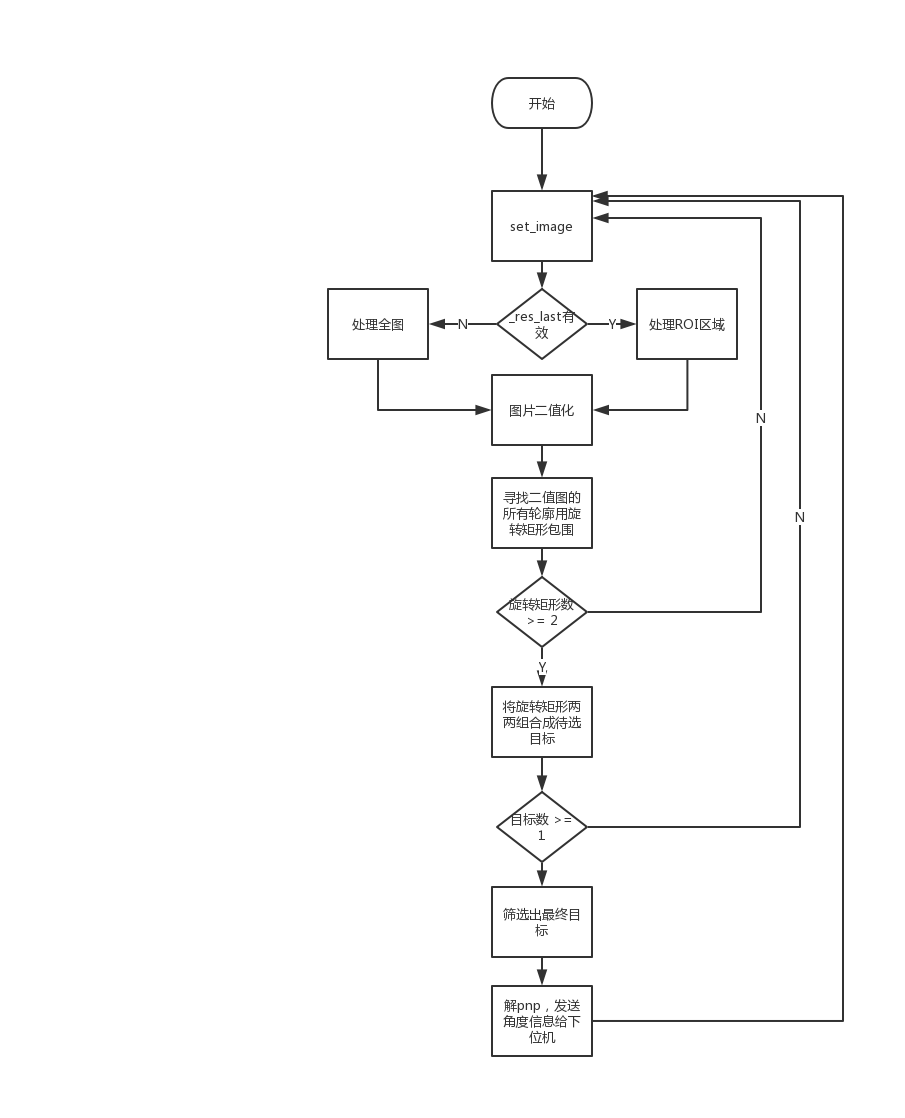 开始
set_image
处理全图
N
_res_last有
效
Y
处理ROI区域
图片二值化
N
寻找二值图的
所有轮廓用旋
转矩形包围
N
旋转矩形数
>= 2
Y
将旋转矩形两
两组合成待选
目标
目标数 >=
1
筛选出最终目
标
解pnp，发送
角度信息给下
位机